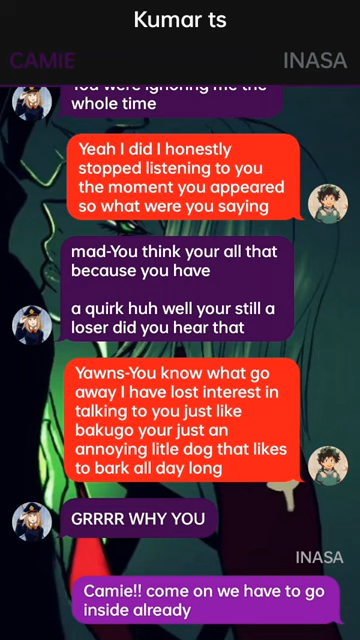 Kumar ts
CAMIE
INASA
You were ignoring me the
whole time
Yeah I did I honestly
stopped listening to you
the moment you appeared
so what were you saying
mad-You think your all that
because you have
a quirk huh well your still a
loser did you hear that
Yawns-You know what go
away I have lost interest in
talking to you just like
bakugo your just an
annoying litle dog that likes
to bark all day long
GRRRR WHY YOU
INASA
Camie!! come on we have to go
inside already